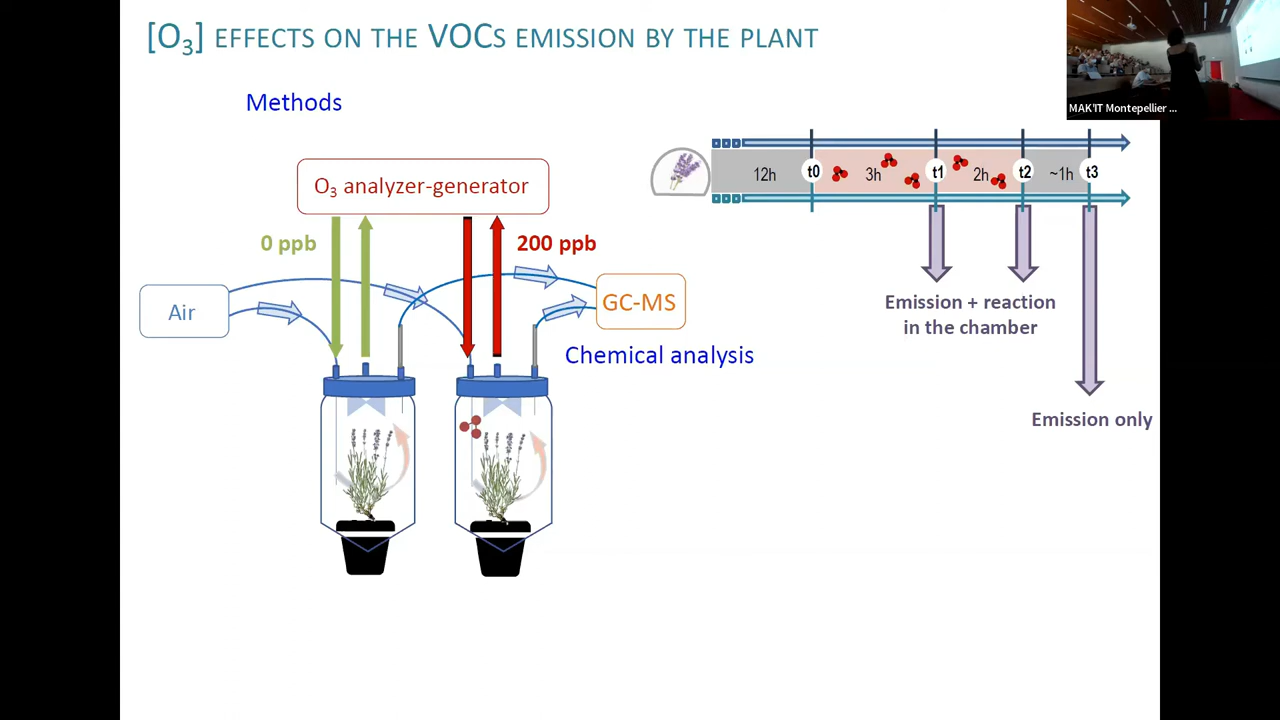 [O₃] EFFECTS ON THE VOCS EMISSION BY THE PLANT
MAK'IT Montepellier ...
Methods
O₃ analyzer-generator
0 ppb
200 ppb
Air
GC-MS
Chemical analysis
12h
t0
3h
t1
2h
t2
~1h
t3
Emission + reaction
in the chamber
Emission only